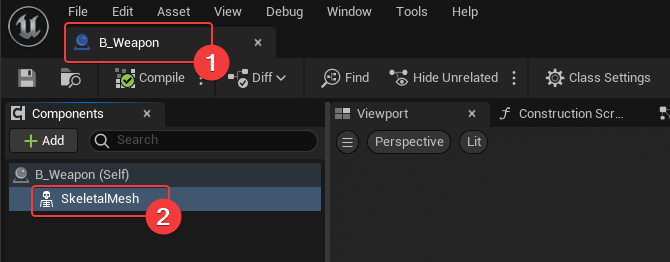 File Edit Asset View Debug Window Tools Help
B_Weapon
1
Compile Diff Find Hide Unrelated Class Settings
Components Viewport Construction Scr...
Add Search Perspective Lit
B_Weapon (Self)
SkeletalMesh
2